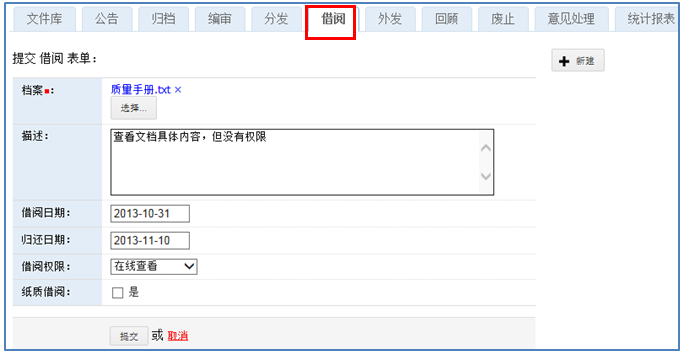 文件库 公告 归档 编审 分发 借阅 外发 回顾 废止 意见处理 统计报表
提交 借阅 表单：
新建
档案：
质量手册.txt ×
选择...
描述：
查看文档具体内容，但没有权限
借阅日期：
2013-10-31
归还日期：
2013-11-10
借阅权限：
在线查看
纸质借阅：
是
提交 或 取消